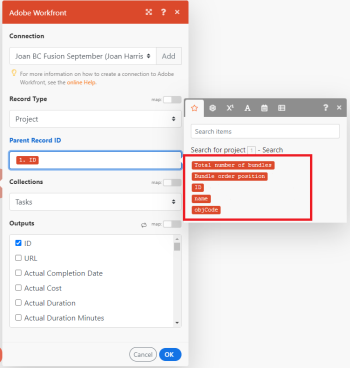 Adobe Workfront
? ×
Connection
Joan BC Fusion September (Joan Harris
Add
For more information on how to create a connection to Adobe
Workfront, see the online Help.
Record Type
map
Project
Parent Record ID
1. ID
Collections
map
Tasks
Outputs
map
ID
URL
Actual Completion Date
Actual Cost
Actual Duration
Actual Duration Minutes
Cancel
OK
A
? ×
Search items
Search for project 1 - Search
Total number of bundles
Bundle order position
ID
name
objCode